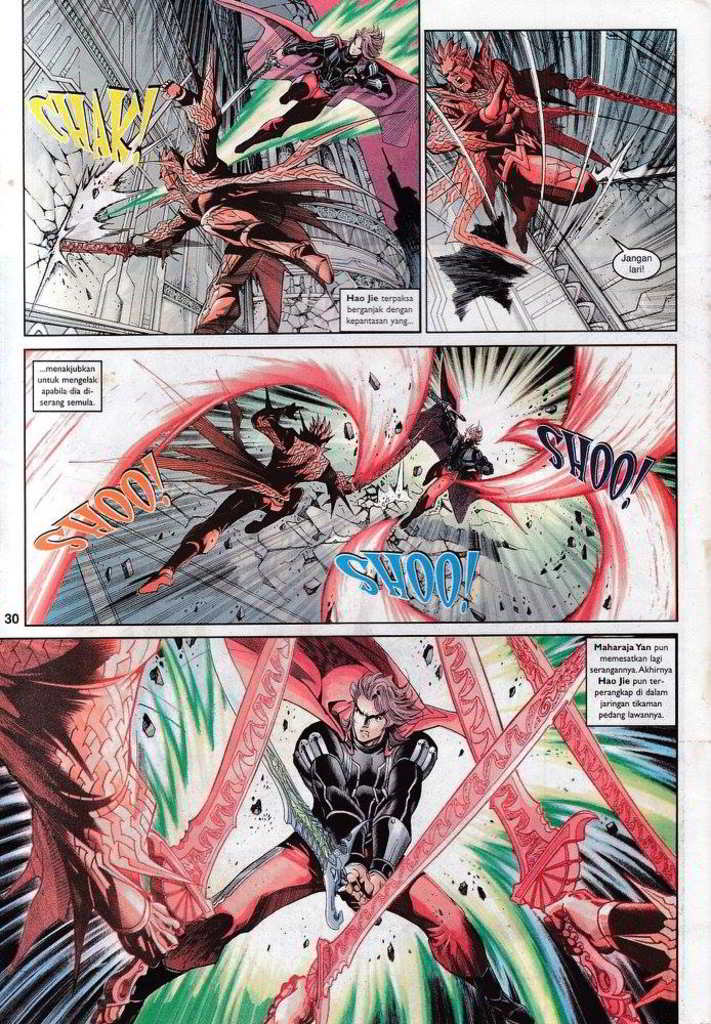 CHAK!
Hao Jie terpaksa
berganjak dengan
kepantasan yang...
Jangan
lari!
...menakjubkan
untuk mengelak
apabila dia di-
serang semula.
SHOO!
SHOO!
SHOO!
30
Maharaja Yan pun
memesatkan lagi
serangannya. Akhirnya
Hao Jie pun ter-
perangkap di dalam
jaringan tikaman
pedang lawannya.